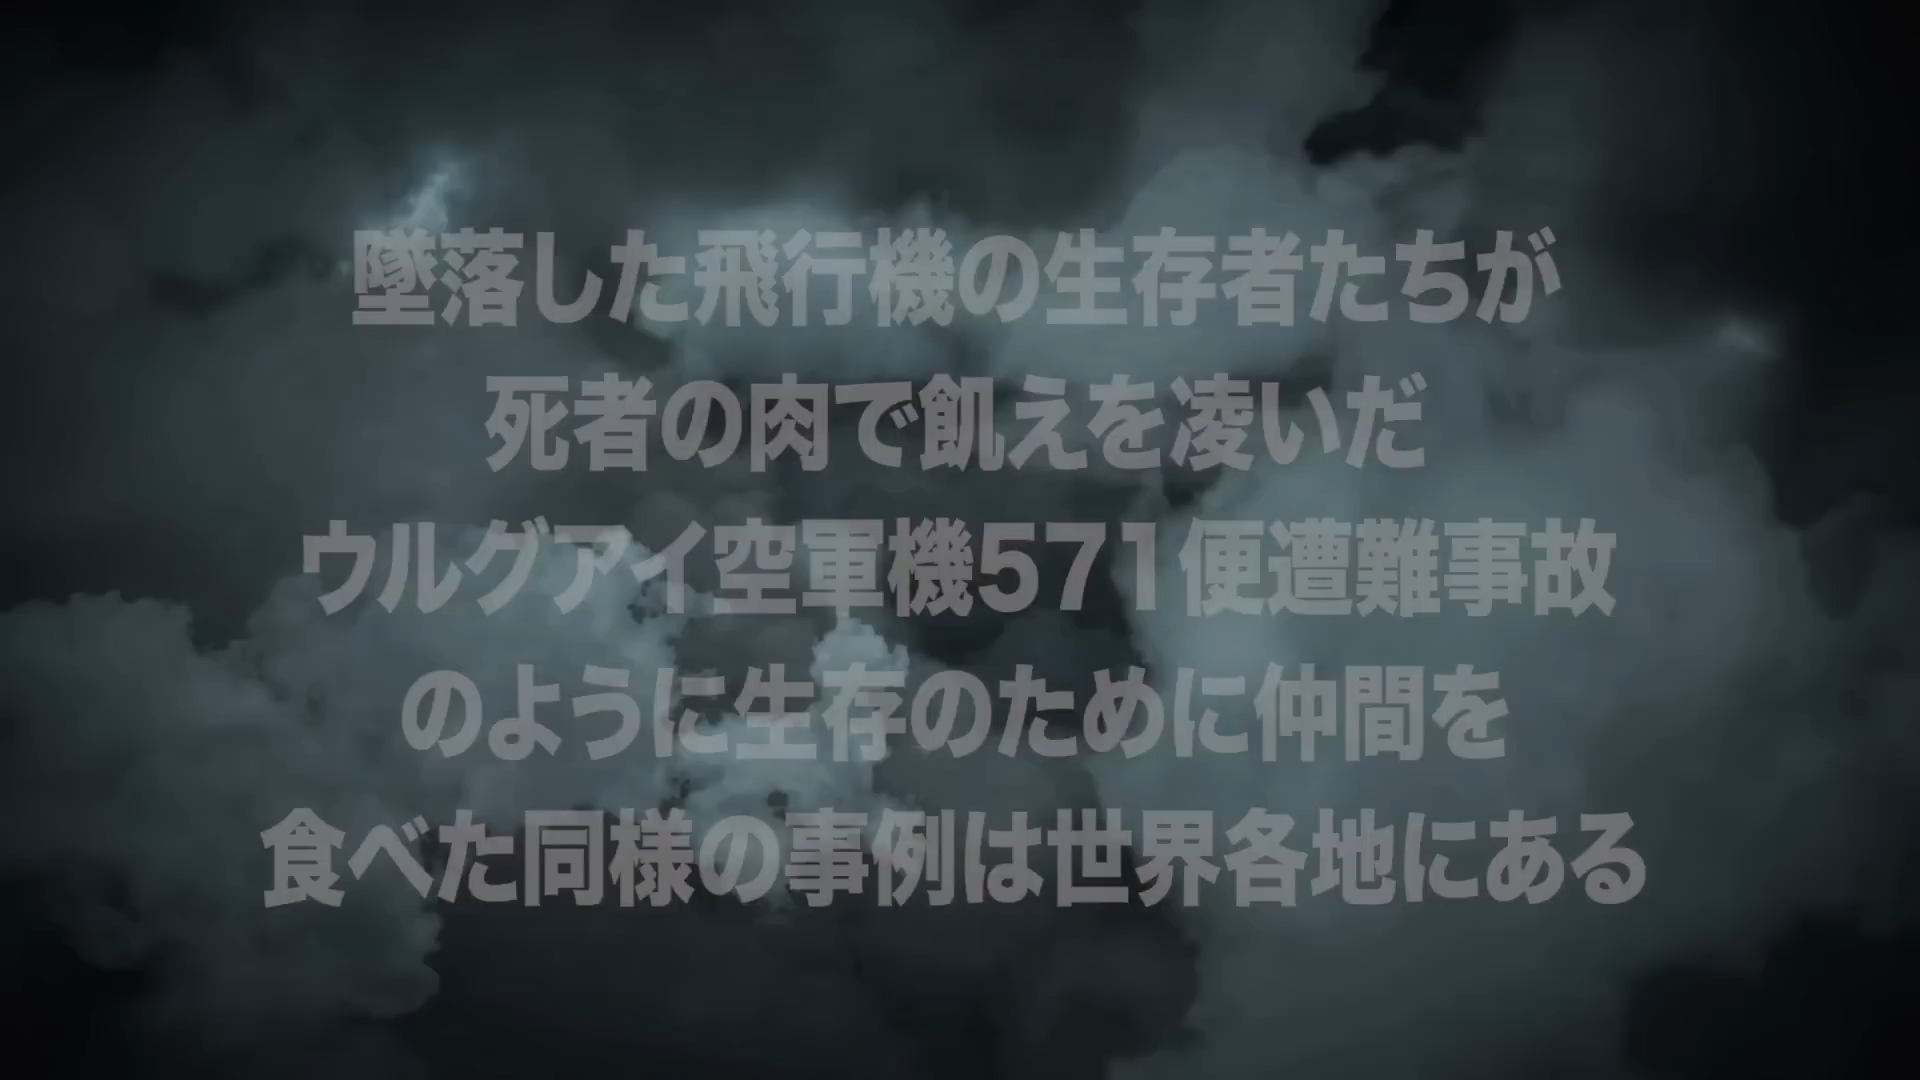 墜落した飛行機の生存者たちが
死者の肉で飢えを凌いだ
ウルグアイ空軍機571便遭難事故
のように生存のために仲間を
食べた同様の事例は世界各地にある